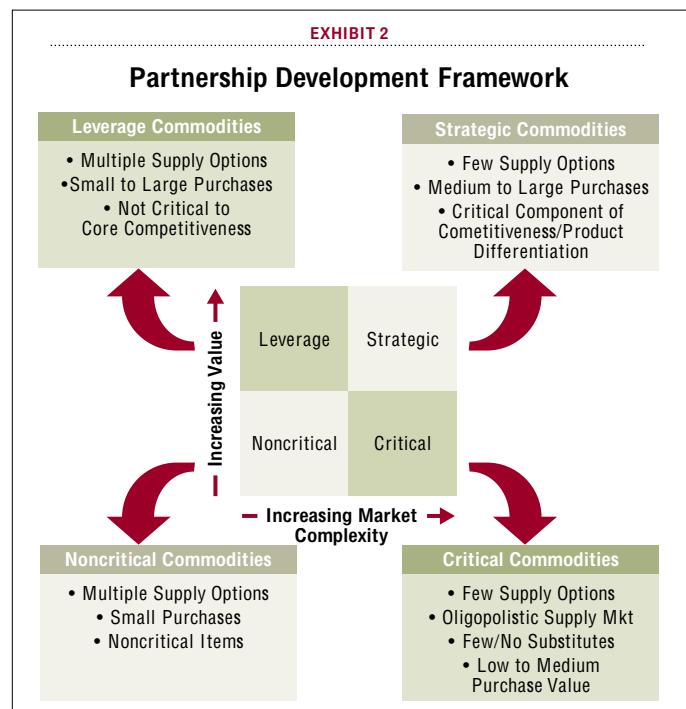 EXHIBIT 2
Partnership Development Framework
Leverage Commodities
• Multiple Supply Options
•Small to Large Purchases
• Not Critical to
Core Competitiveness
Strategic Commodities
• Few Supply Options
• Medium to Large Purchases
• Critical Component of
Cometitiveness/Product
Differentiation
Increasing Value
Leverage
Strategic
Noncritical
Critical
Increasing Market
Complexity
Noncritical Commodities
• Multiple Supply Options
• Small Purchases
• Noncritical Items
Critical Commodities
• Few Supply Options
• Oligopolistic Supply Mkt
• Few/No Substitutes
• Low to Medium
Purchase Value